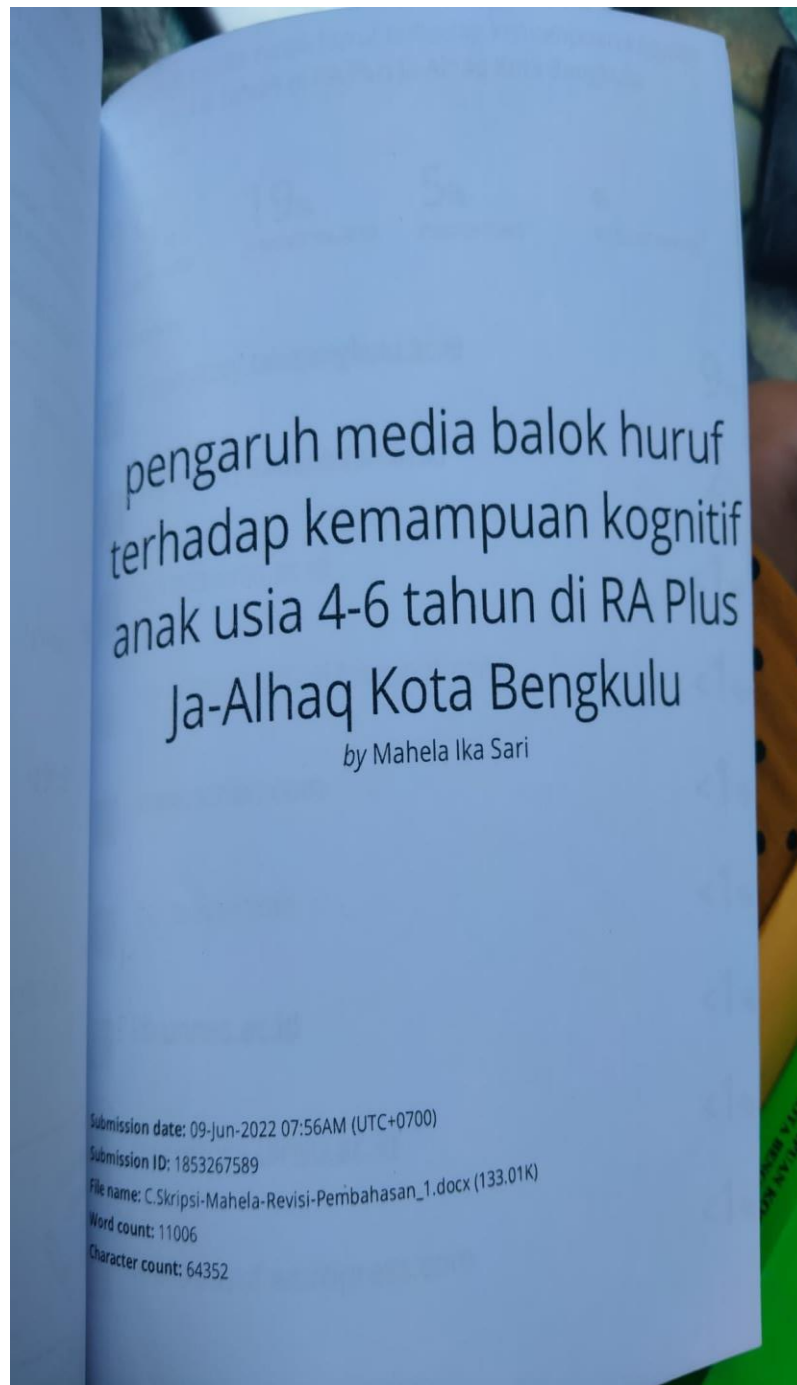 pengaruh media balok huruf
terhadap kemampuan kognitif
anak usia 4-6 tahun di RA Plus
Ja-Alhaq Kota Bengkulu
by Mahela Ika Sari
Submission date: 09-Jun-2022 07:56AM (UTC+0700)
Submission ID: 1853267589
File name: C.Skripsi-Mahela-Revisi-Pembahasan_1.docx (133.01K)
Word count: 11006
Character count: 64352